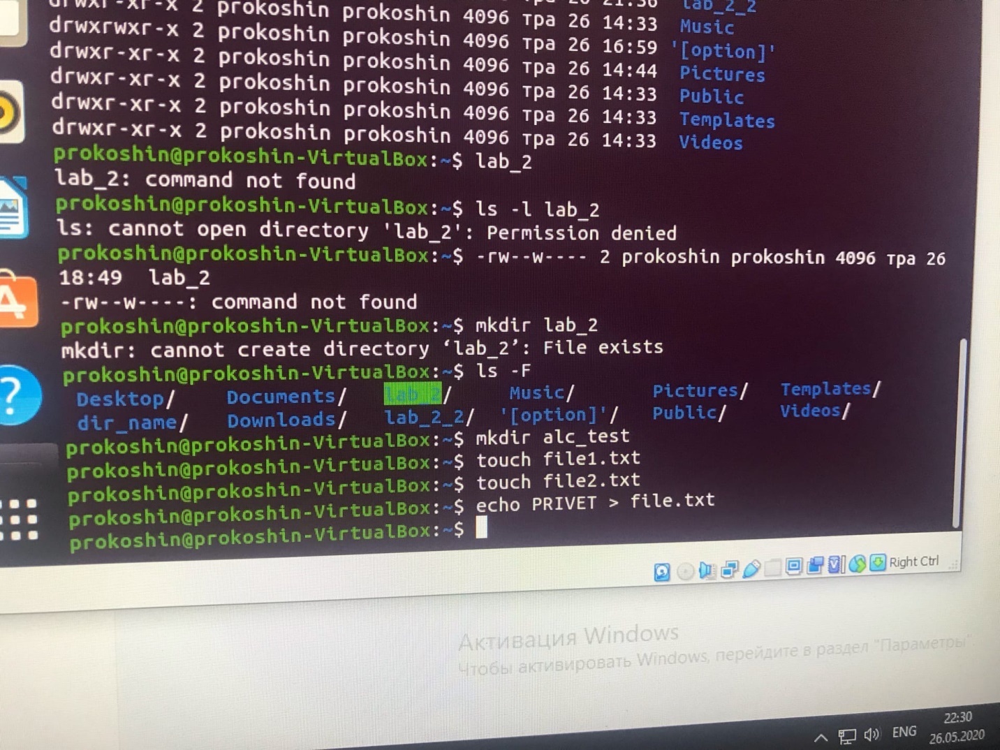 drwxr-xr-x 2 prokoshin prokoshin 4096 тра 26 21:36 lab_2_2
drwxrwxr-x 2 prokoshin prokoshin 4096 тра 26 14:33 Music
drwxr-xr-x 2 prokoshin prokoshin 4096 тра 26 16:59 '[option]'
drwxr-xr-x 2 prokoshin prokoshin 4096 тра 26 14:44 Pictures
drwxr-xr-x 2 prokoshin prokoshin 4096 тра 26 14:33 Public
drwxr-xr-x 2 prokoshin prokoshin 4096 тра 26 14:33 Templates
prokoshin prokoshin 4096 тра 26 14:33 Videos
prokoshin@prokoshin-VirtualBox:~$ lab_2
lab_2: command not found
prokoshin@prokoshin-VirtualBox:~$ ls -l lab_2
ls: cannot open directory 'lab_2': Permission denied
prokoshin@prokoshin-VirtualBox:~$ -rw--w---- 2 prokoshin prokoshin 4096 тра 26
18:49 lab_2
-rw--w----: command not found
prokoshin@prokoshin-VirtualBox:~$ mkdir lab_2
mkdir: cannot create directory ‘lab_2’: File exists
prokoshin@prokoshin-VirtualBox:~$ ls -F
Desktop/ Documents/ lab_2/ Music/ Pictures/ Templates/
dir_name/ Downloads/ lab_2_2/ '[option]'/ Public/ Videos/
prokoshin@prokoshin-VirtualBox:~$ mkdir alc_test
prokoshin@prokoshin-VirtualBox:~$ touch file1.txt
prokoshin@prokoshin-VirtualBox:~$ touch file2.txt
prokoshin@prokoshin-VirtualBox:~$ echo PRIVET > file.txt
prokoshin@prokoshin-VirtualBox:~$
Right Ctrl
Активация Windows
Чтобы активировать Windows, перейдите в раздел "Параметры".
22:30
ENG
26.05.2020